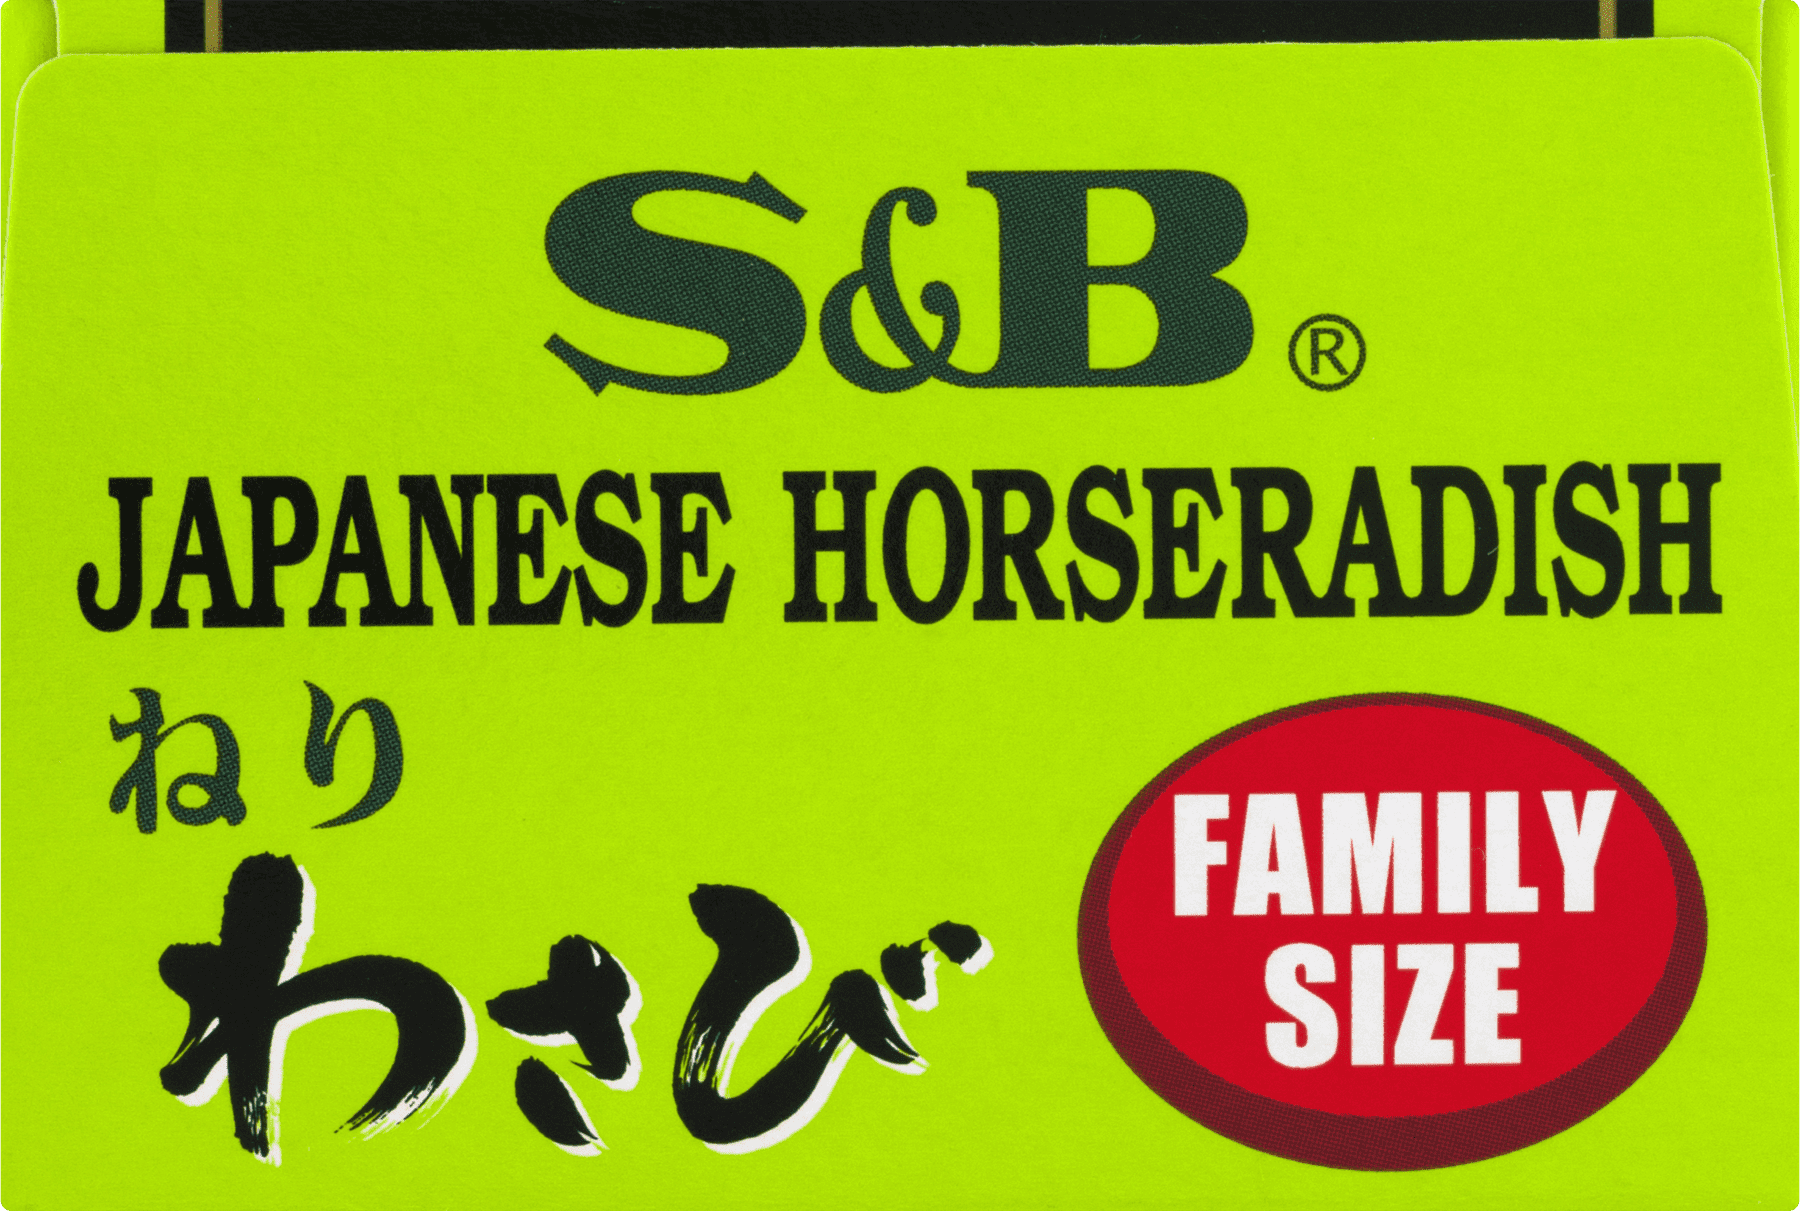 S&B®
JAPANESE HORSERADISH
ねり
わさび
FAMILY
SIZE